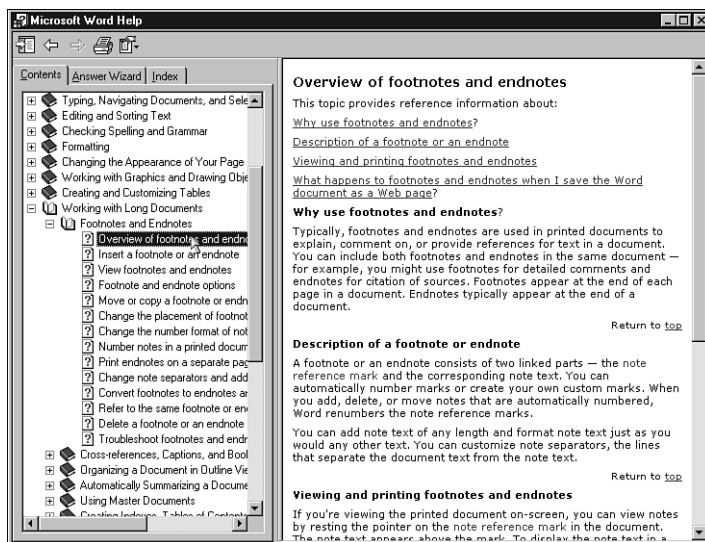 Microsoft Word Help
Contents Answer Wizard Index
Typing, Navigating Documents, and Sele
Editing and Sorting Text
Checking Spelling and Grammar
Formatting
Changing the Appearance of Your Page
Working with Graphics and Drawing Obje
Creating and Customizing Tables
Working with Long Documents
Footnotes and Endnotes
Overview of footnotes and endno
Insert a footnote or an endnote
View footnotes and endnotes
Footnote and endnote options
Move or copy a footnote or endn
Change the placement of footnot
Change the number format of not
Number notes in a printed docum
Print endnotes on a separate pag
Change note separators and add
Convert footnotes to endnotes ar
Refer to the same footnote or en
Delete a footnote or an endnote
Troubleshoot footnotes and endn
Cross-references, Captions, and Bool
Organizing a Document in Outline Vie
Automatically Summarizing a Docume
Using Master Documents
Creating Indexes, Tables of Contents
Overview of footnotes and endnotes
This topic provides reference information about:
Why use footnotes and endnotes?
Description of a footnote or an endnote
Viewing and printing footnotes and endnotes
What happens to footnotes and endnotes when I save the Word
document as a Web page?
Why use footnotes and endnotes?
Typically, footnotes and endnotes are used in printed documents to
explain, comment on, or provide references for text in a document.
You can include both footnotes and endnotes in the same document —
for example, you might use footnotes for detailed comments and
endnotes for citation of sources. Footnotes appear at the end of each
page in a document. Endnotes typically appear at the end of a
document.
Return to top
Description of a footnote or endnote
A footnote or an endnote consists of two linked parts — the note
reference mark and the corresponding note text. You can
automatically number marks or create your own custom marks. When
you add, delete, or move notes that are automatically numbered,
Word renumbers the note reference marks.
You can add note text of any length and format note text just as you
would any other text. You can customize note separators, the lines
that separate the document text from the note text.
Return to top
Viewing and printing footnotes and endnotes
If you're viewing the printed document on-screen, you can view notes
by resting the pointer on the note reference mark in the document.
The note text appears above the mark. To display the note text in a